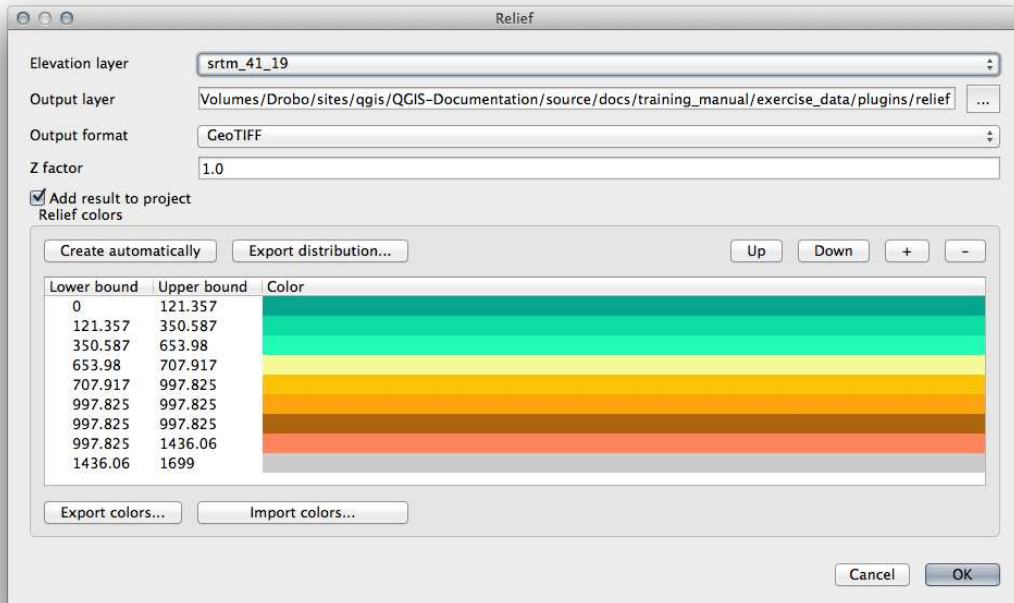 Relief
Elevation layer srtm_41_19
Output layer Volumes/Drobo/sites/qgis/QGIS-Documentation/source/docs/training_manual/exercise_data/plugins/relief ...
Output format GeoTIFF
Z factor 1.0
Add result to project
Relief colors
Create automatically Export distribution... Up Down + -
Lower bound Upper bound Color
0 121.357
121.357 350.587
350.587 653.98
653.98 707.917
707.917 997.825
997.825 997.825
997.825 997.825
997.825 1436.06
1436.06 1699
Export colors... Import colors...
Cancel OK